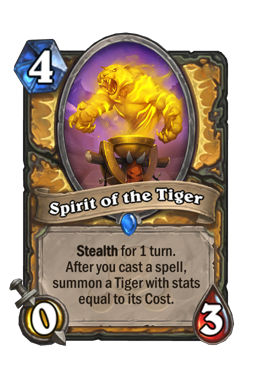 4
Spirit of the Tiger
Stealth for 1 turn.
After you cast a spell,
summon a Tiger with stats
equal to its Cost.
0
3